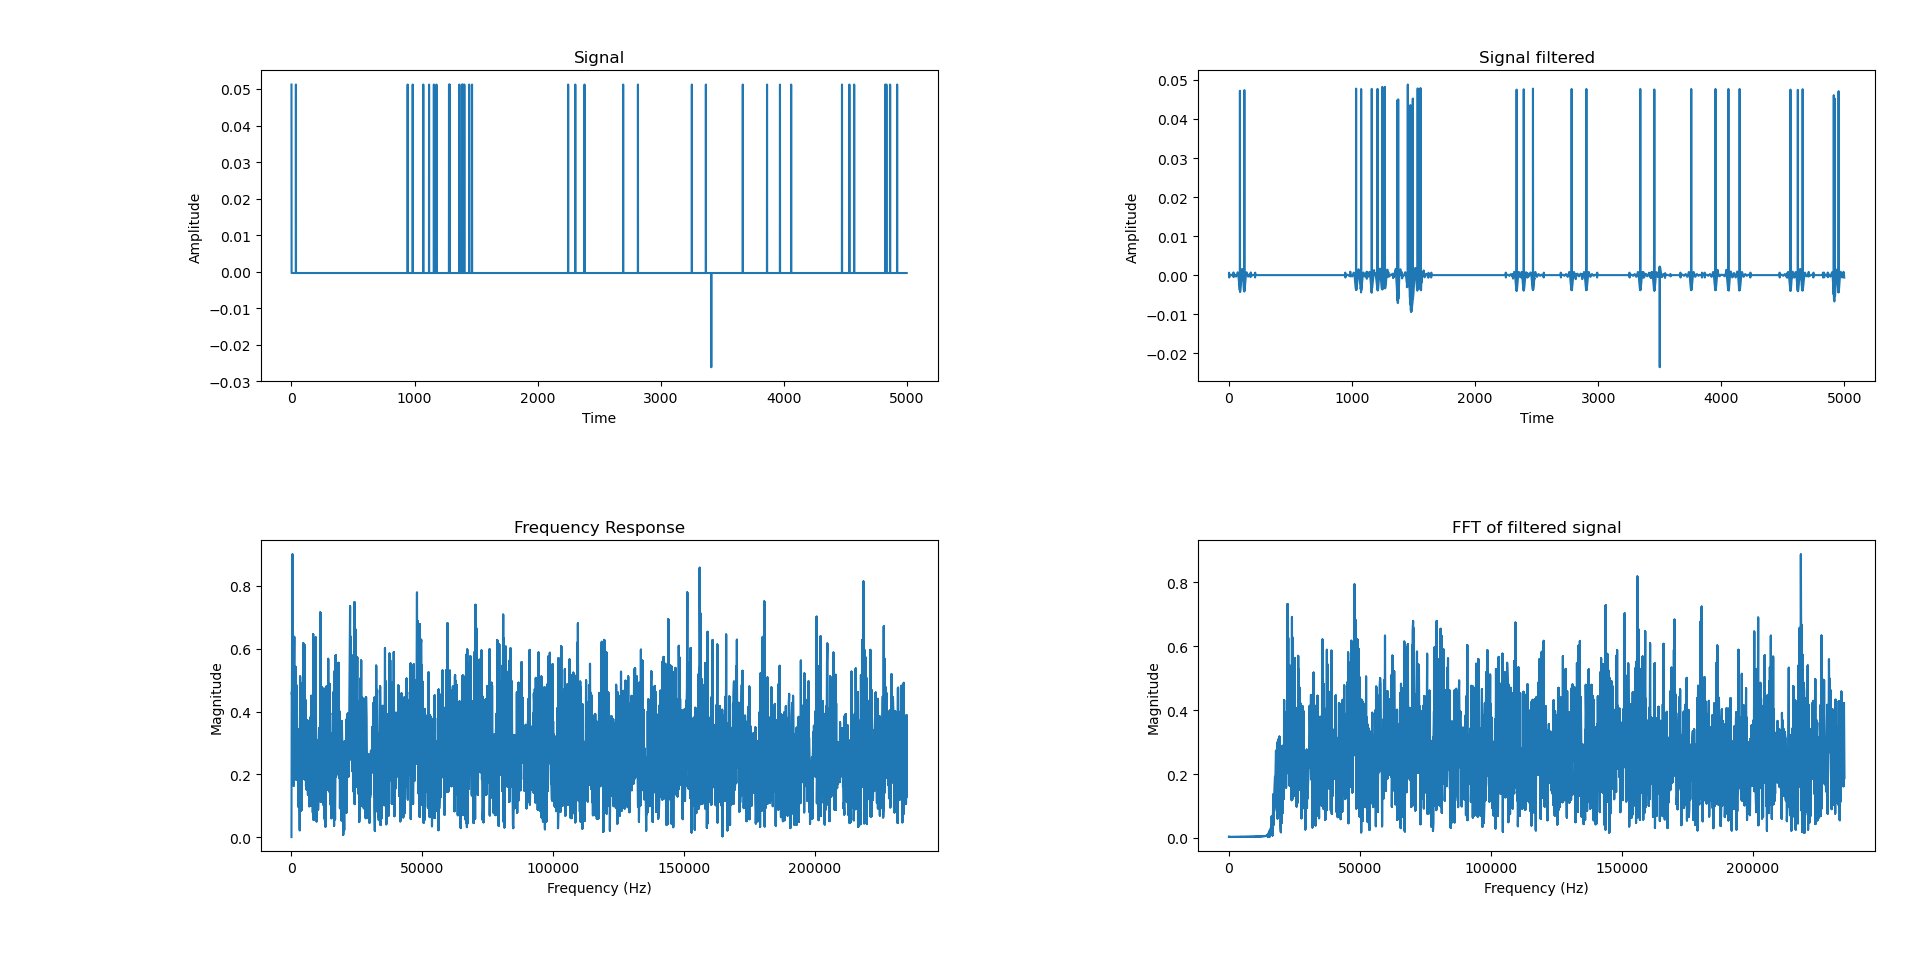 Signal
0.05
0.04
0.03
0.02
0.01
0.00
−0.01
−0.02
−0.03
Amplitude
0 1000 2000 3000 4000 5000
Time
Signal filtered
0.05
0.04
0.03
0.02
0.01
0.00
−0.01
−0.02
Amplitude
0 1000 2000 3000 4000 5000
Time
Frequency Response
0.8
0.6
0.4
0.2
0.0
Magnitude
0 50000 100000 150000 200000
Frequency (Hz)
FFT of filtered signal
0.8
0.6
0.4
0.2
0.0
Magnitude
0 50000 100000 150000 200000
Frequency (Hz)